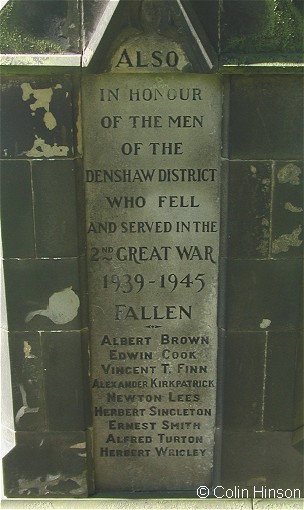 ALSO
IN HONOUR
OF THE MEN
OF THE
DENSHAW DISTRICT
WHO FELL
AND SERVED IN THE
2ND GREAT WAR
1939-1945
FALLEN
ALBERT BROWN
EDWIN COOK
VINCENT T. FINN
ALEXANDER KIRKPATRICK
NEWTON LEES
HERBERT SINGLETON
ERNEST SMITH
ALFRED TURTON
HERBERT WRIGLEY
©Colin Hinson